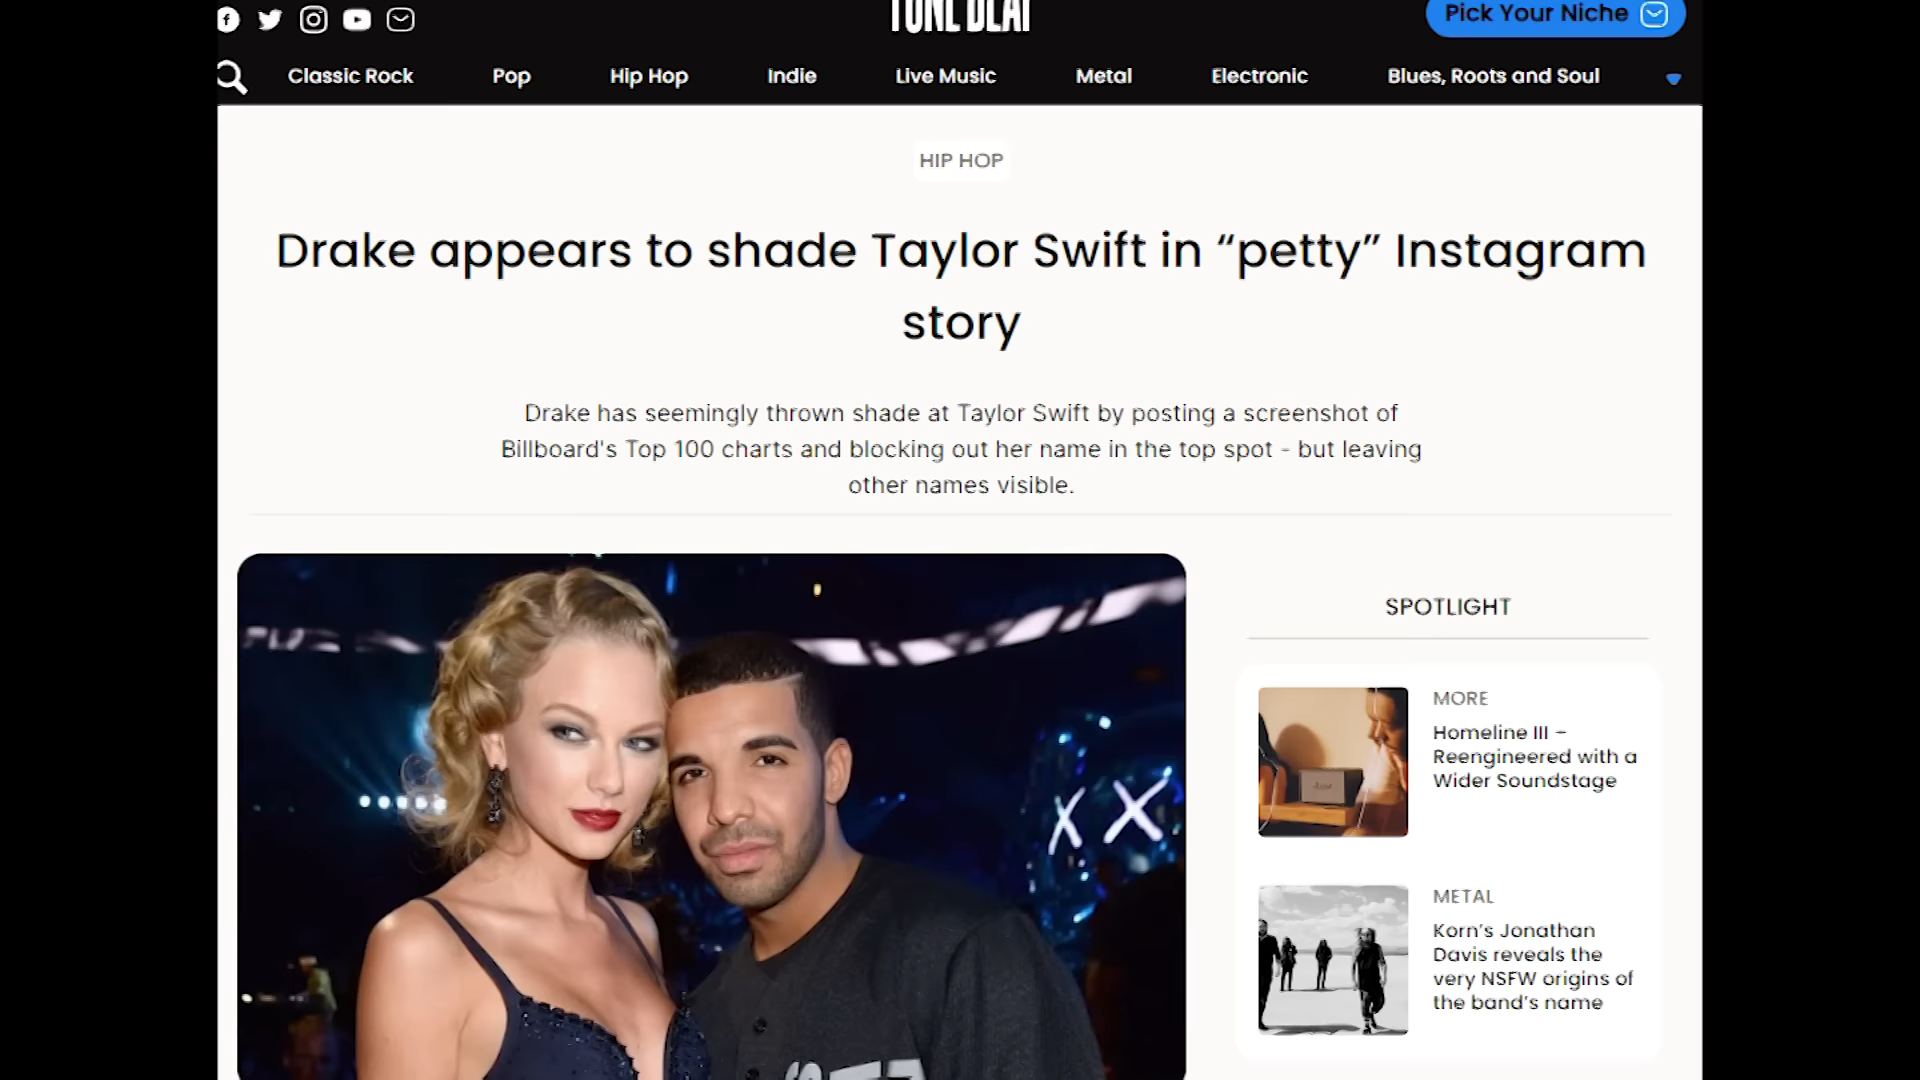 TONE DEAF
Pick Your Niche
Classic Rock Pop Hip Hop Indie Live Music Metal Electronic Blues, Roots and Soul
HIP HOP
Drake appears to shade Taylor Swift in “petty” Instagram
story
Drake has seemingly thrown shade at Taylor Swift by posting a screenshot of
Billboard's Top 100 charts and blocking out her name in the top spot - but leaving
other names visible.
SPOTLIGHT
MORE
Homeline III –
Reengineered with a
Wider Soundstage
METAL
Korn’s Jonathan
Davis reveals the
very NSFW origins of
the band’s name
X X